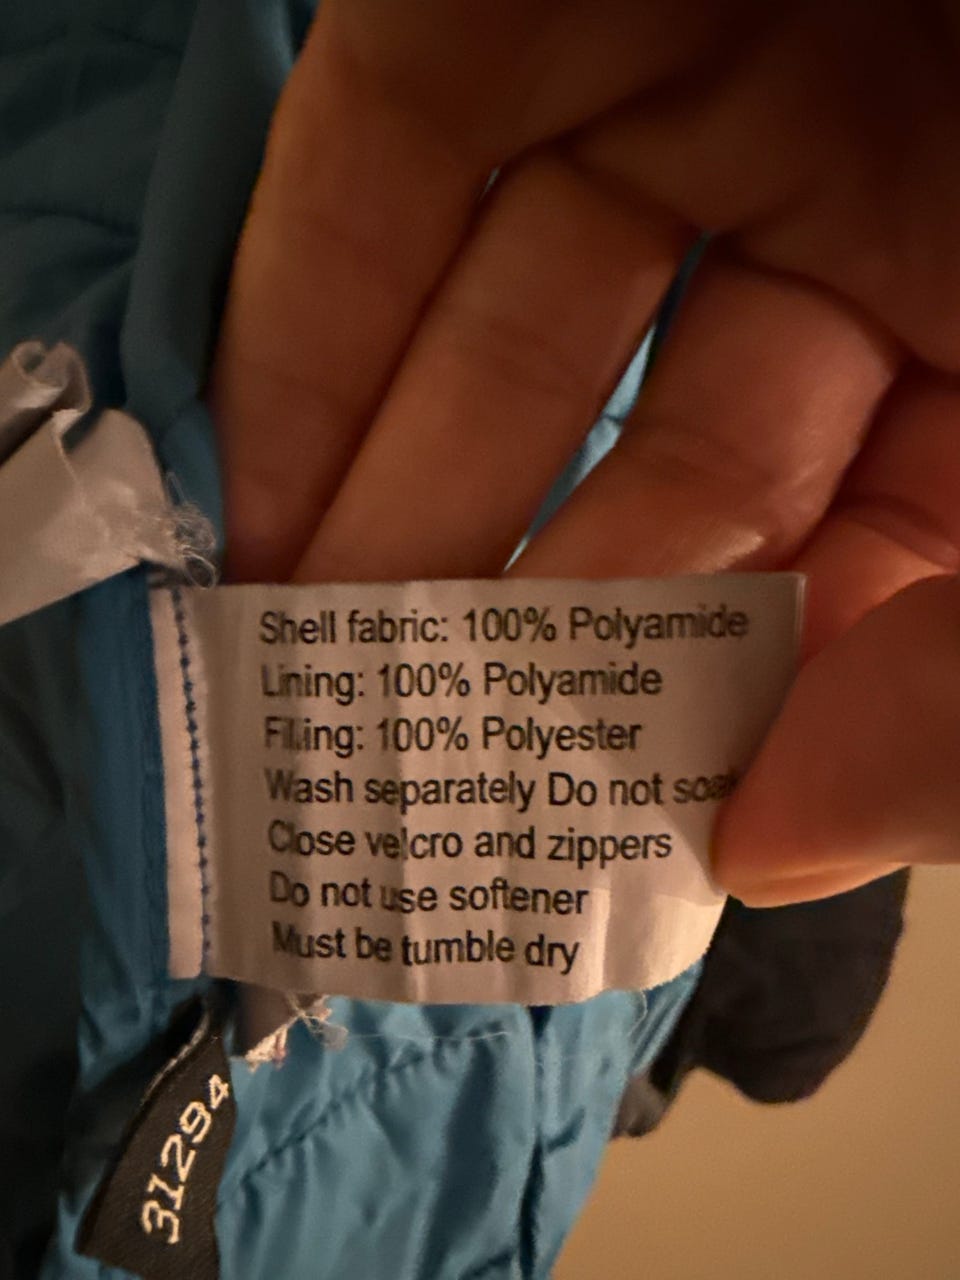 Shell fabric: 100% Polyamide
Lining: 100% Polyamide
Filling: 100% Polyester
Wash separately Do not
Close velcro and zippers
Do not use softener
Must be tumble dry
31294